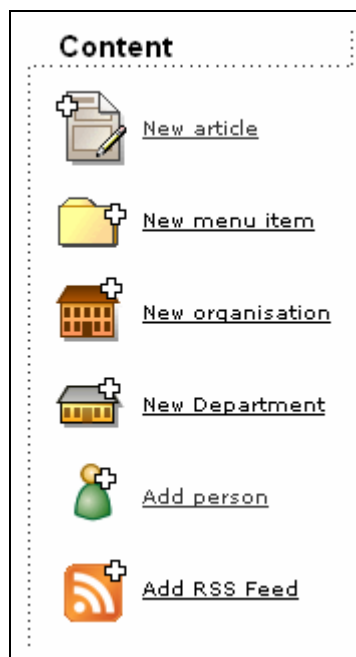 Content
New article
New menu item
New organisation
New Department
Add person
Add RSS Feed